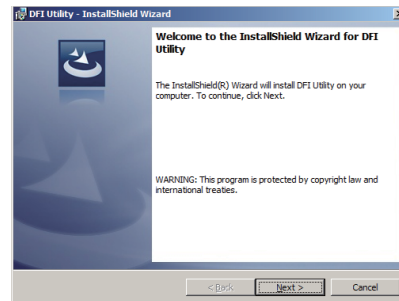 DFI Utility - InstallShield Wizard
Welcome to the InstallShield Wizard for DFI
Utility
The InstallShield(R) Wizard will install DFI Utility on your
computer. To continue, click Next.
WARNING: This program is protected by copyright law and
international treaties.
< Back Next > Cancel